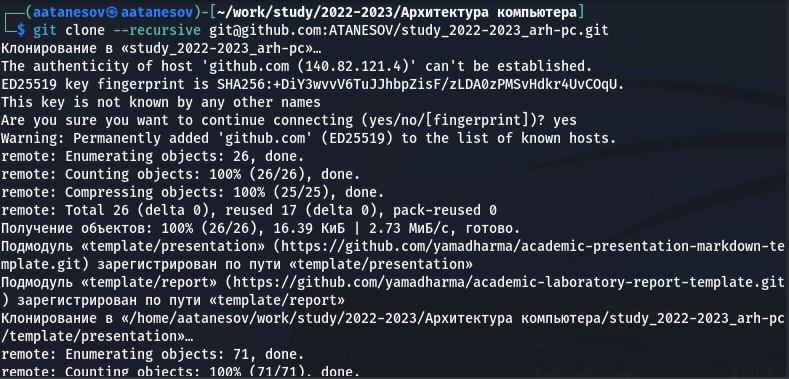 ┌──(aatanesov㉿aatanesov)-[~/work/study/2022-2023/Архитектура компьютера]
└─$ git clone --recursive git@github.com:ATANESOV/study_2022-2023_arh-pc.git
Клонирование в «study_2022-2023_arh-pc»…
The authenticity of host 'github.com (140.82.121.4)' can't be established.
ED25519 key fingerprint is SHA256:+DiY3wvvV6TuJJhbpZisF/zLDA0zPMSvHdkr4UvCOqU.
This key is not known by any other names
Are you sure you want to continue connecting (yes/no/[fingerprint])? yes
Warning: Permanently added 'github.com' (ED25519) to the list of known hosts.
remote: Enumerating objects: 26, done.
remote: Counting objects: 100% (26/26), done.
remote: Compressing objects: 100% (25/25), done.
remote: Total 26 (delta 0), reused 17 (delta 0), pack-reused 0
Получение объектов: 100% (26/26), 16.39 КиБ | 2.73 МиБ/с, готово.
Подмодуль «template/presentation» (https://github.com/yamadharma/academic-presentation-markdown-te
mplate.git) зарегистрирован по пути «template/presentation»
Подмодуль «template/report» (https://github.com/yamadharma/academic-laboratory-report-template.git
) зарегистрирован по пути «template/report»
Клонирование в «/home/aatanesov/work/study/2022-2023/Архитектура компьютера/study_2022-2023_arh-pc
/template/presentation»…
remote: Enumerating objects: 71, done.
remote: Counting objects: 100% (71/71), done.